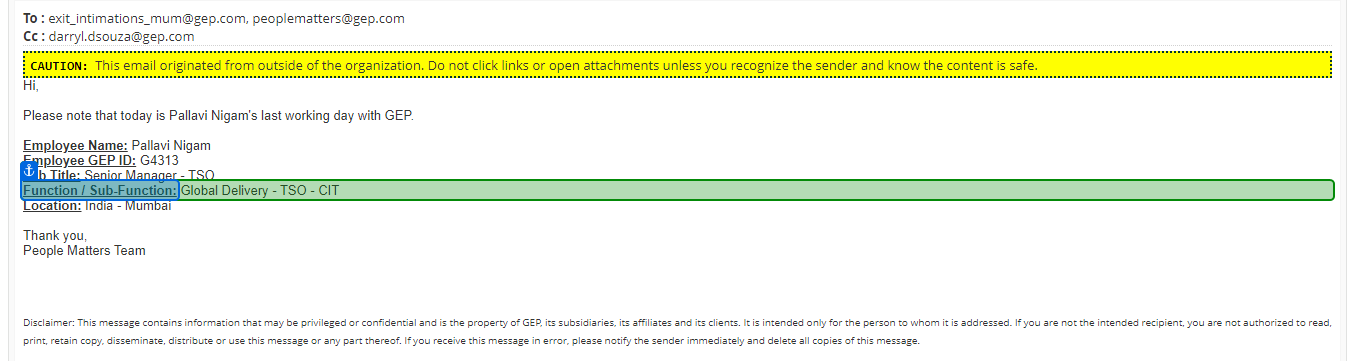 To : exit_intimations_mum@gep.com, peoplematters@gep.com
Cc : darryl.dsouza@gep.com
CAUTION: This email originated from outside of the organization. Do not click links or open attachments unless you recognize the sender and know the content is safe.
Hi,
Please note that today is Pallavi Nigam's last working day with GEP.
Employee Name: Pallavi Nigam
Employee GEP ID: G4313
b Title: Senior Manager - TSO
Function / Sub-Function: Global Delivery - TSO - CIT
Location: India - Mumbai
Thank you,
People Matters Team
Disclaimer: This message contains information that may be privileged or confidential and is the property of GEP, its subsidiaries, its affiliates and its clients. It is intended only for the person to whom it is addressed. If you are not the intended recipient, you are not authorized to read,
print, retain copy, disseminate, distribute or use this message or any part thereof. If you receive this message in error, please notify the sender immediately and delete all copies of this message.